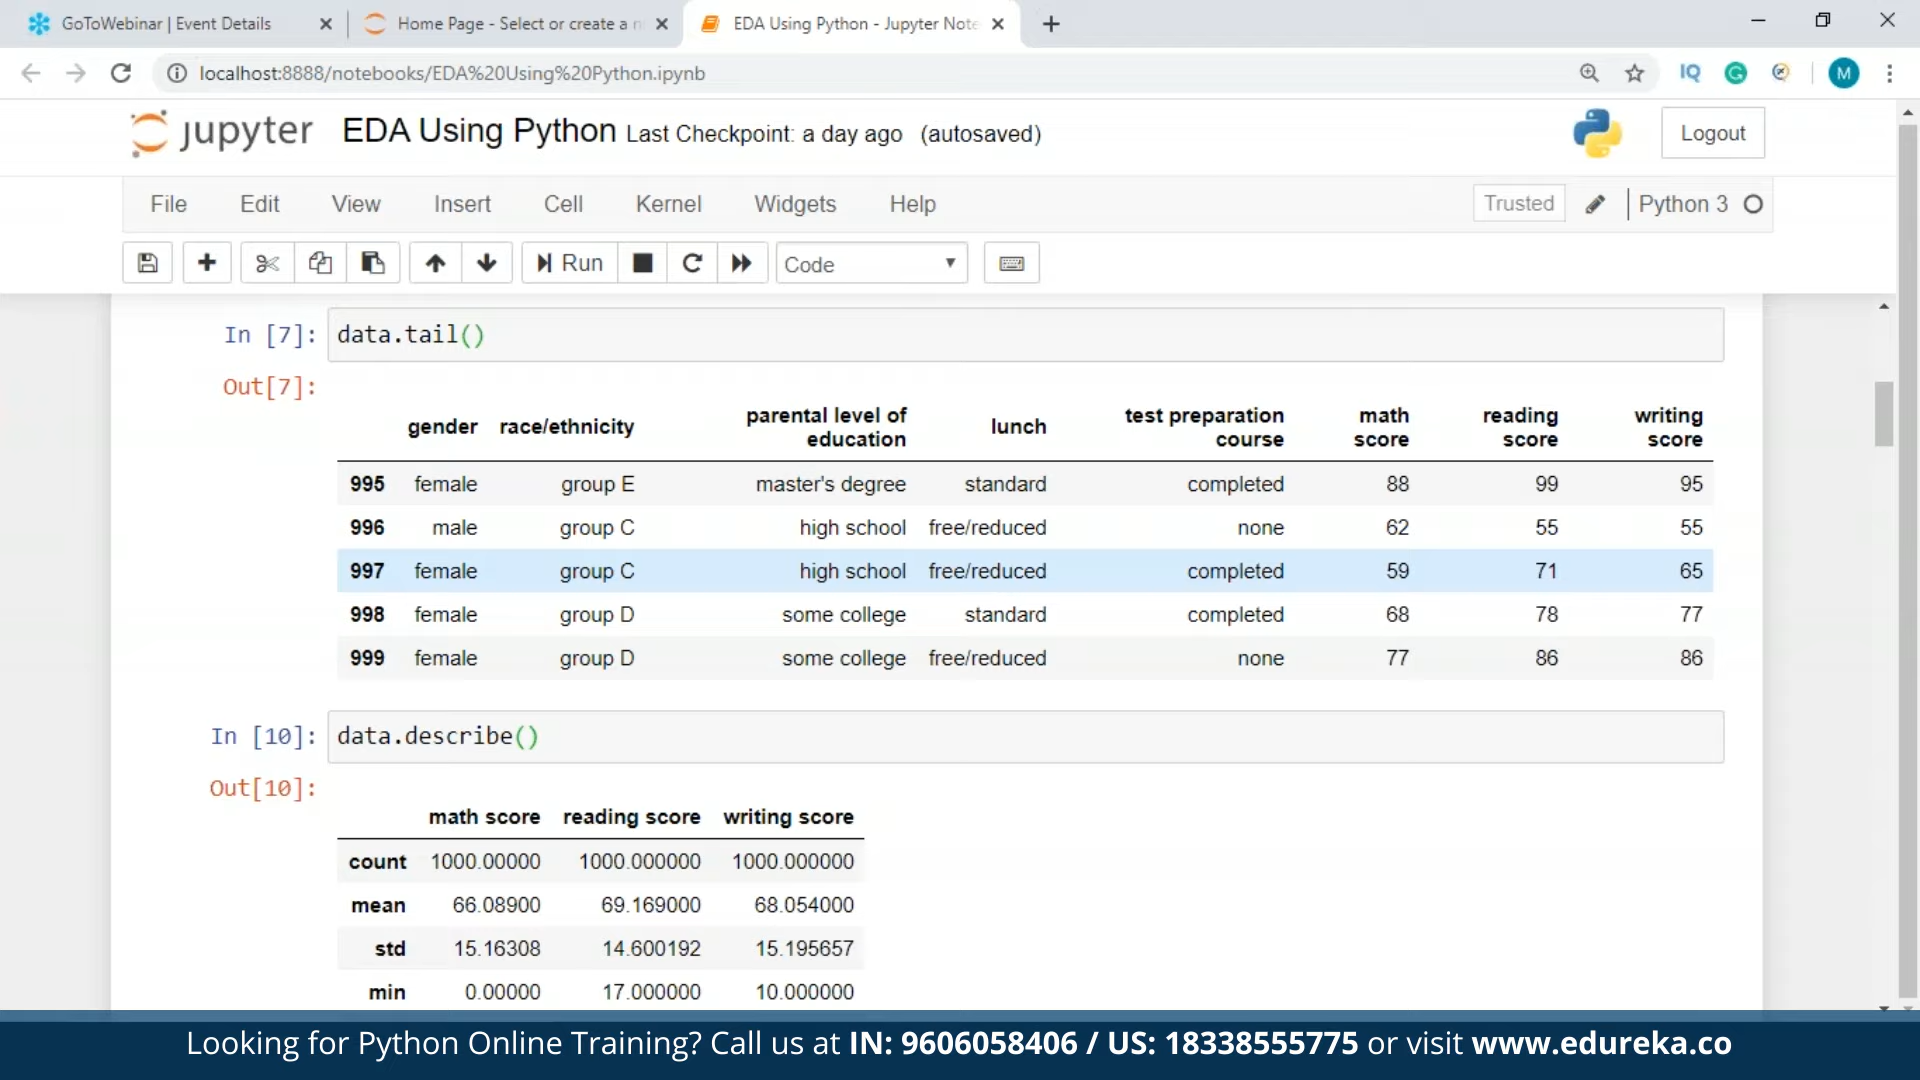 GoToWebinar | Event Details
Home Page - Select or create a n
EDA Using Python - Jupyter Note
localhost:8888/notebooks/EDA%20Using%20Python.ipynb
IQ
G
M
jupyter EDA Using Python Last Checkpoint: a day ago (autosaved)
Logout
File Edit View Insert Cell Kernel Widgets Help
Trusted
Python 3
Run
Code
In [7]: data.tail()
Out[7]:
gender race/ethnicity parental level of education lunch test preparation course math score reading score writing score
995 female group E master's degree standard completed 88 99 95
996 male group C high school free/reduced none 62 55 55
997 female group C high school free/reduced completed 59 71 65
998 female group D some college standard completed 68 78 77
999 female group D some college free/reduced none 77 86 86
In [10]: data.describe()
Out[10]:
math score reading score writing score
count 1000.00000 1000.000000 1000.000000
mean 66.08900 69.169000 68.054000
std 15.16308 14.600192 15.195657
min 0.00000 17.000000 10.000000
Looking for Python Online Training? Call us at IN: 9606058406 / US: 18338555775 or visit www.edureka.co